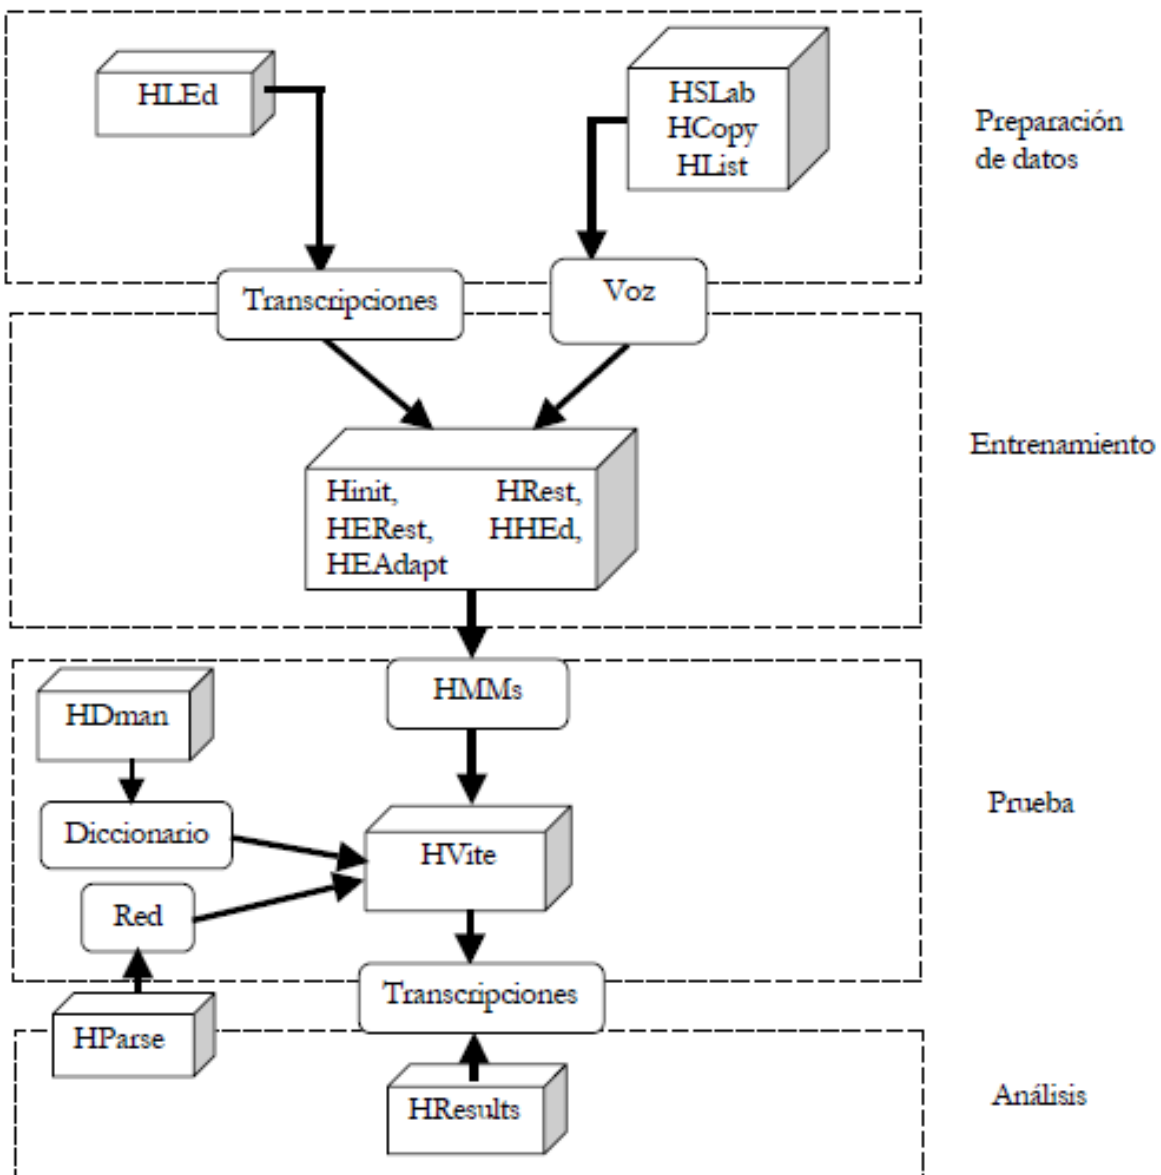 HLEd
HSLab
HCopy
HList
Preparación
de datos
Transcripciones
Voz
Entrenamiento
Hinit, HRest,
HERest, HHEd,
HEAdapt
HMMs
HDman
Prueba
Diccionario
HVite
Red
Transcripciones
HParse
HResults
Análisis